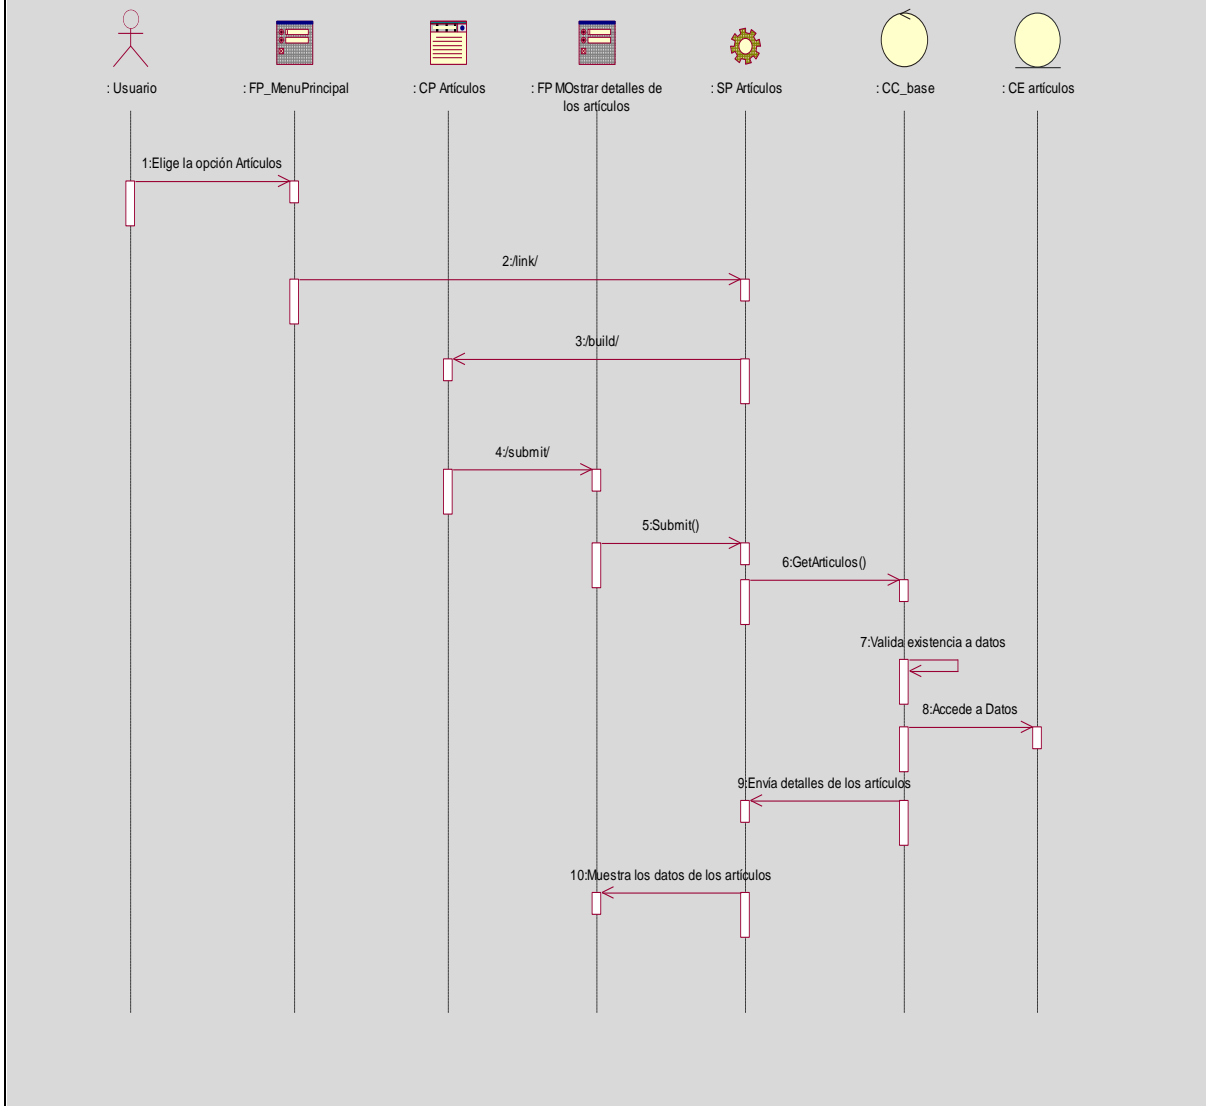 : Usuario
: FP_MenuPrincipal
: CP Artículos
: FP MOstrar detalles de
los artículos
: SP Artículos
: CC_base
: CE artículos
1:Elige la opción Artículos
2:/link/
3:/build/
4:/submit/
5:Submit()
6:GetArticulos()
7:Valida existencia a datos
8:Accede a Datos
9:Envía detalles de los artículos
10:Muestra los datos de los artículos